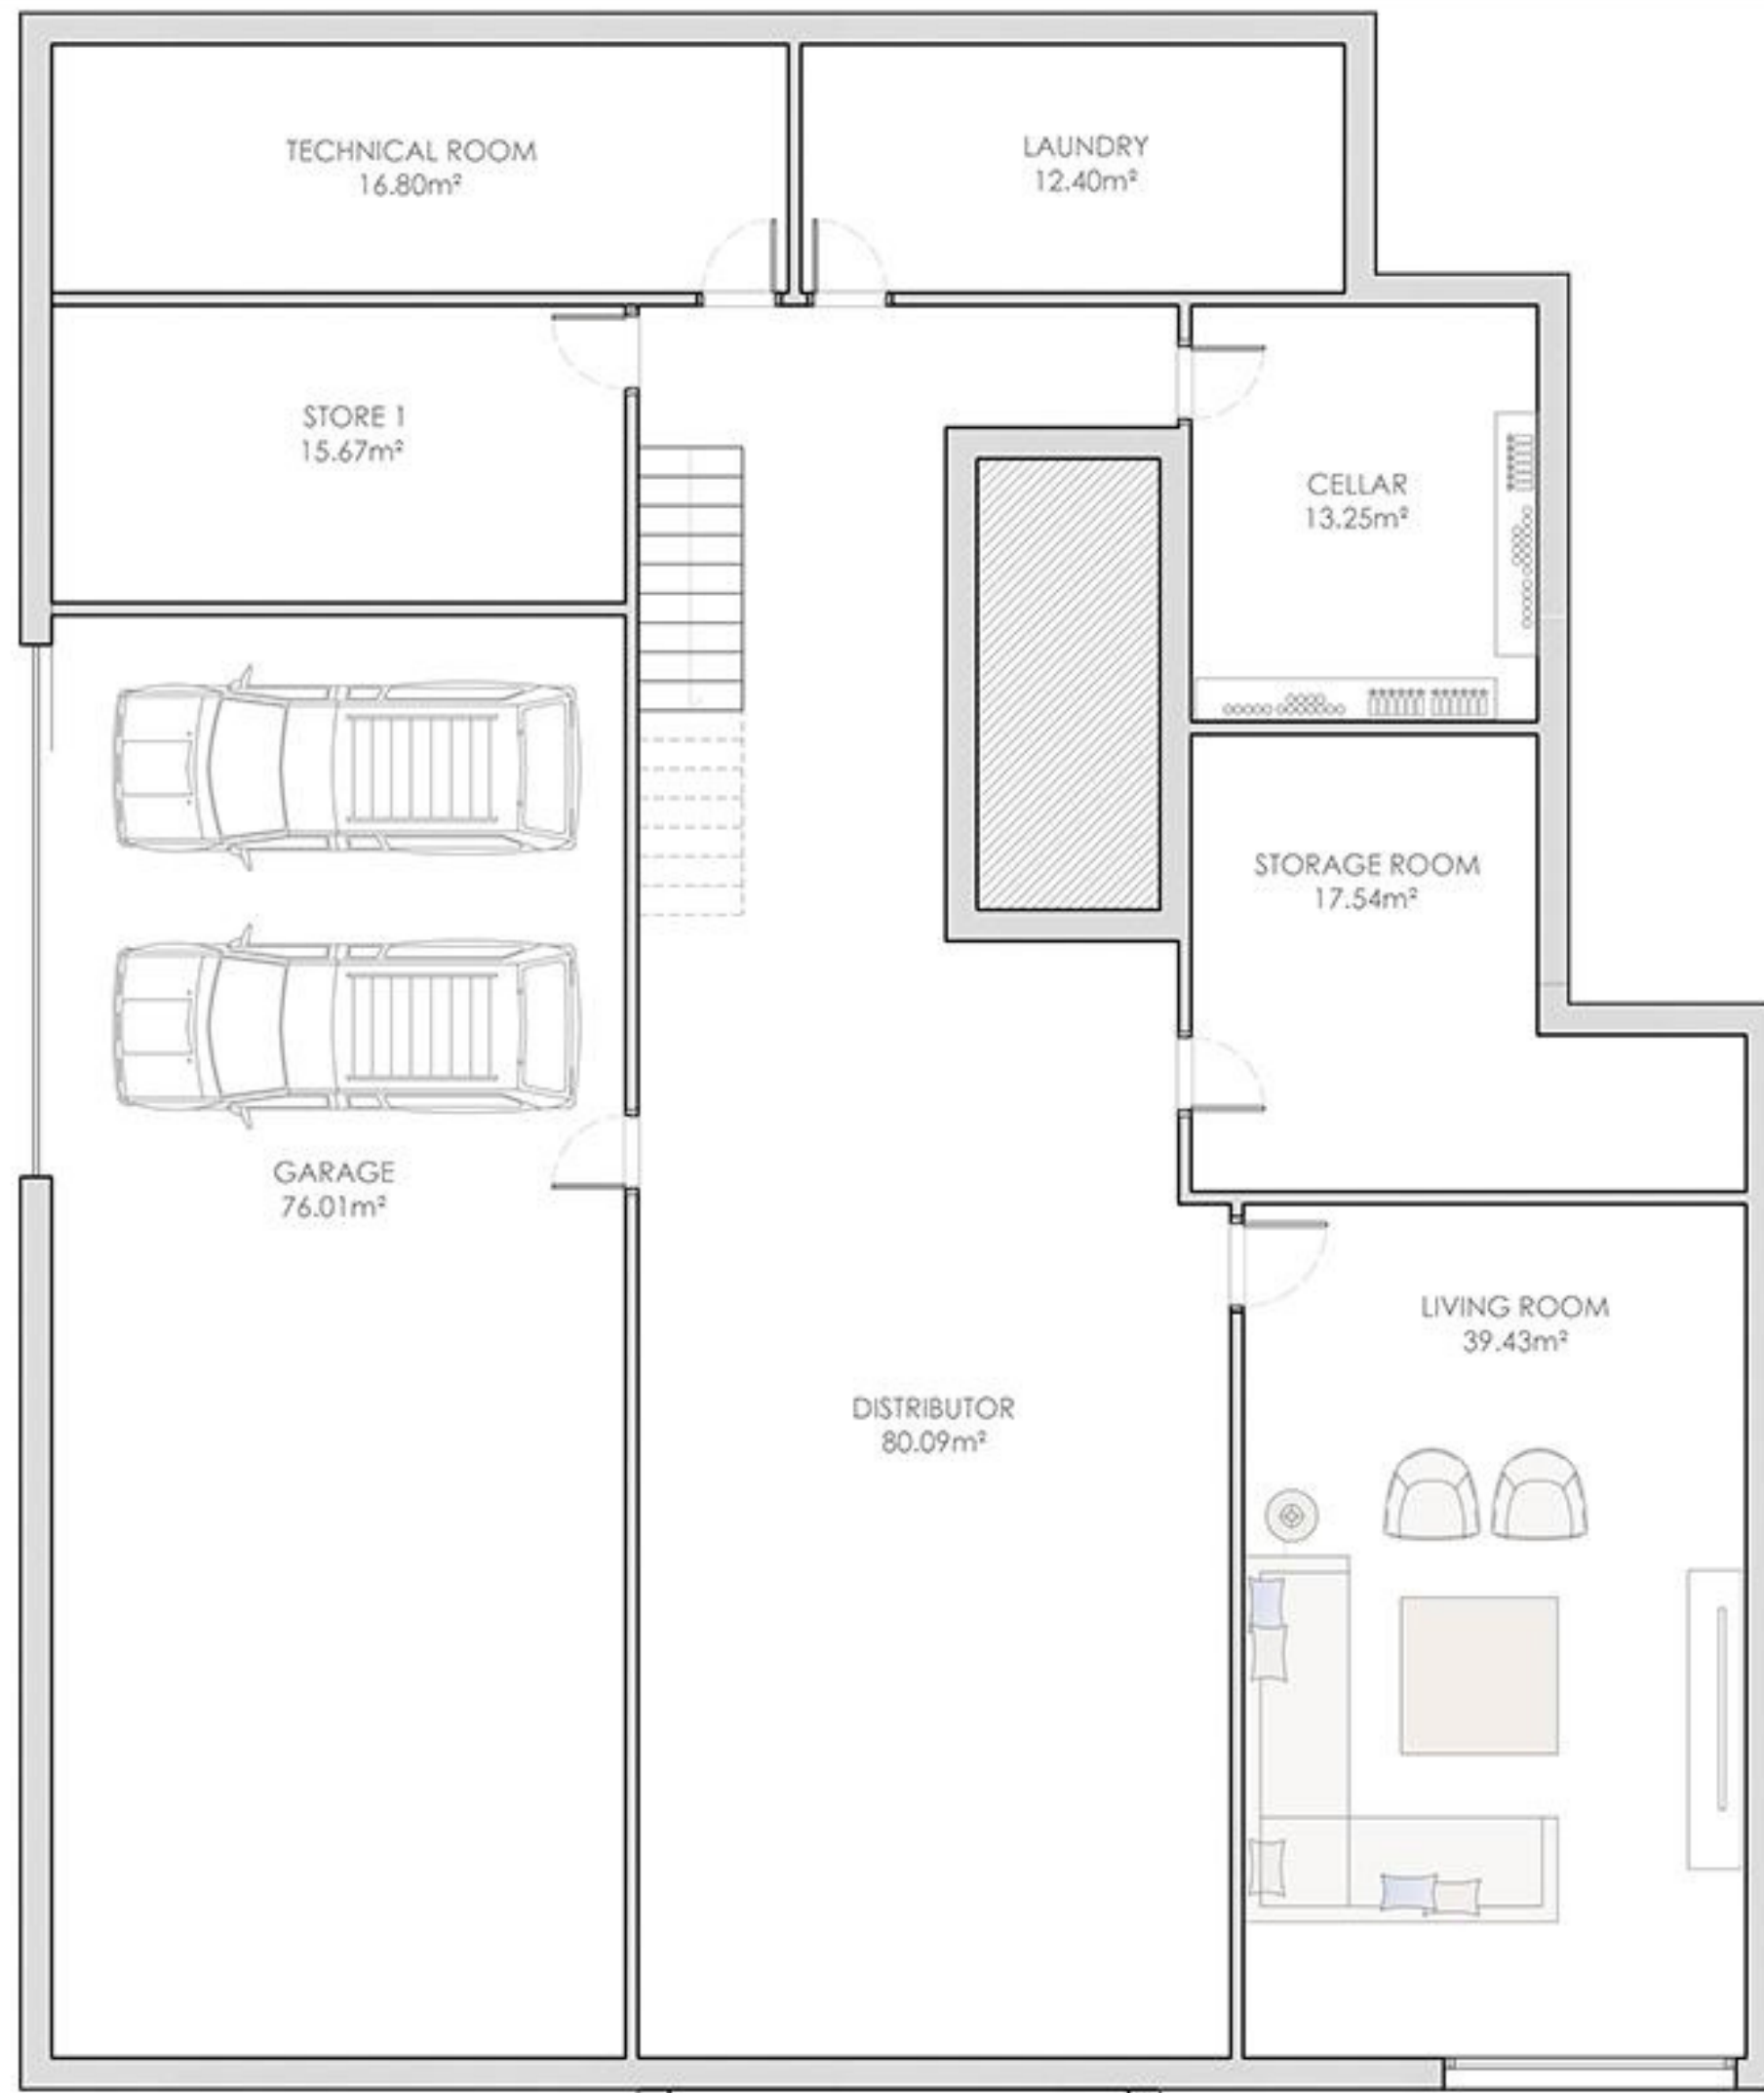 TECHNICAL ROOM
16.80m²
LAUNDRY
12.40m²
STORE 1
15.67m²
CELLAR
13.25m²
STORAGE ROOM
17.54m²
GARAGE
76.01m²
LIVING ROOM
39.43m²
DISTRIBUTOR
80.09m²